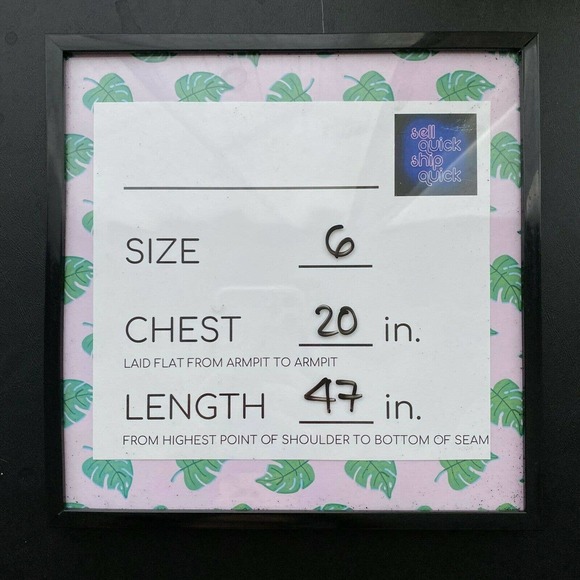 sell
quick
ship
quick
SIZE 6
CHEST 20 in.
LAID FLAT FROM ARMPIT TO ARMPIT
LENGTH 47 in.
FROM HIGHEST POINT OF SHOULDER TO BOTTOM OF SEAM